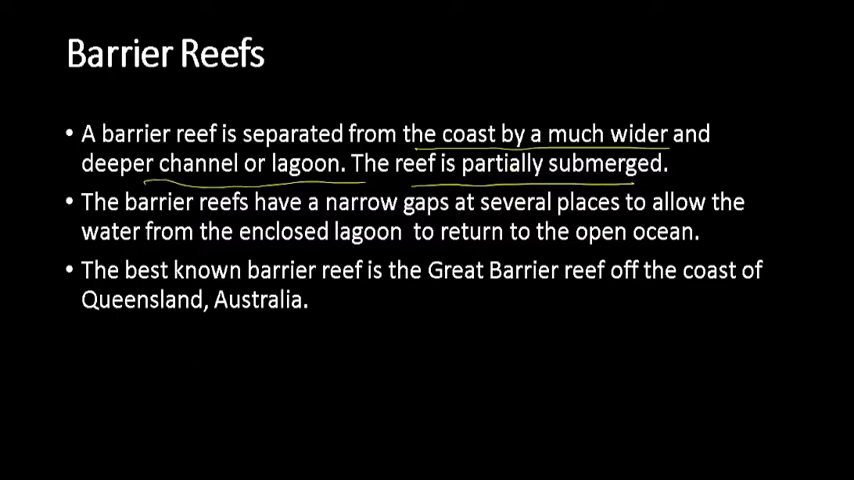 Barrier Reefs
• A barrier reef is separated from the coast by a much wider and
deeper channel or lagoon. The reef is partially submerged.
• The barrier reefs have a narrow gaps at several places to allow the
water from the enclosed lagoon to return to the open ocean.
• The best known barrier reef is the Great Barrier reef off the coast of
Queensland, Australia.